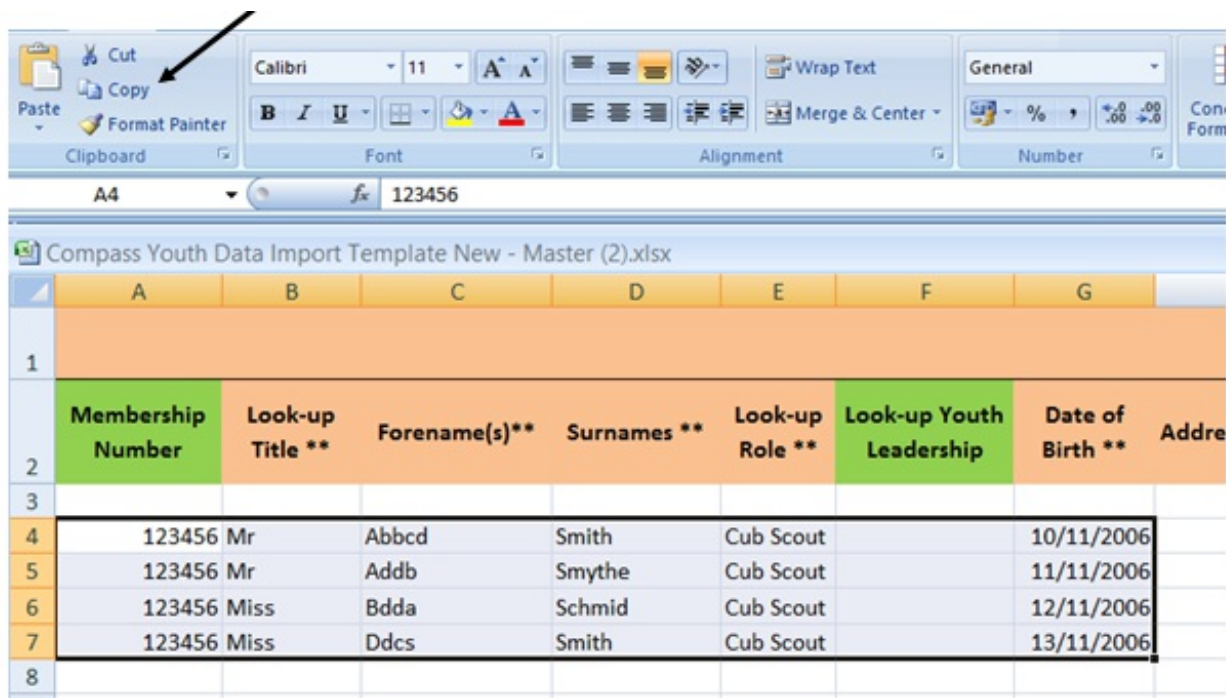 Cut
Copy
Paste
Format Painter
Clipboard
Calibri
11
A A
B I U
A
Font
Wrap Text
Merge & Center
Alignment
General
% ,
.0 .00
.00 .0
Number
A4
fx 123456
Compass Youth Data Import Template New - Master (2).xlsx
A B C D E F G
1
Membership Number
Look-up Title **
Forename(s)**
Surnames **
Look-up Role **
Look-up Youth Leadership
Date of Birth **
2
3
4 123456 Mr Abbcd Smith Cub Scout 10/11/2006
5 123456 Mr Addb Smythe Cub Scout 11/11/2006
6 123456 Miss Bdda Schmid Cub Scout 12/11/2006
7 123456 Miss Ddcs Smith Cub Scout 13/11/2006
8